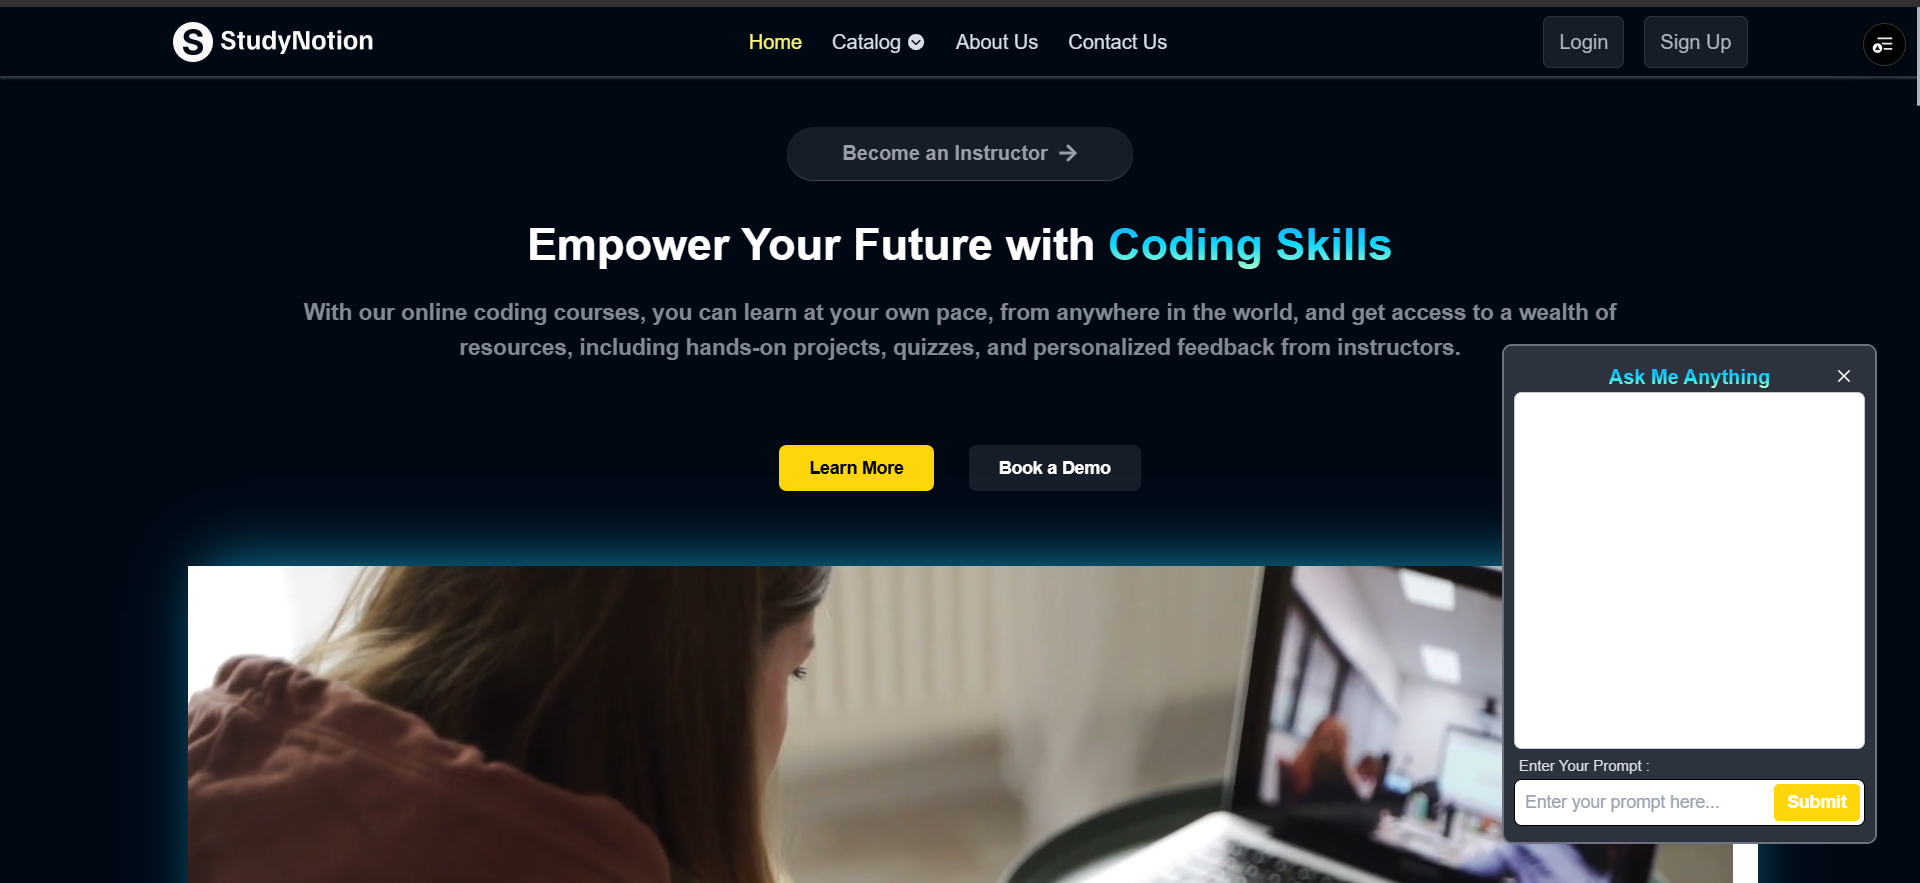 StudyNotion
Home
Catalog
About Us
Contact Us
Login
Sign Up
Become an Instructor
Empower Your Future with Coding Skills
With our online coding courses, you can learn at your own pace, from anywhere in the world, and get access to a wealth of
resources, including hands-on projects, quizzes, and personalized feedback from instructors.
Learn More
Book a Demo
Ask Me Anything
Enter Your Prompt :
Enter your prompt here...
Submit